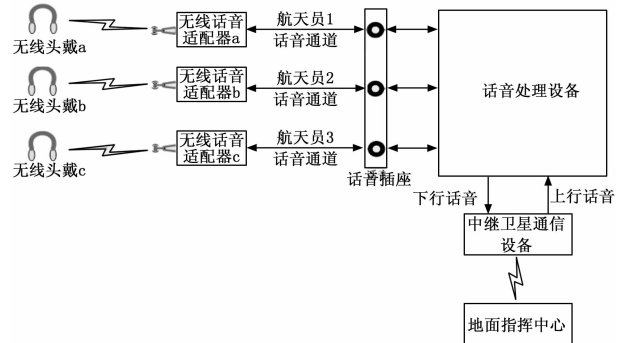 无线头戴a
无线话音
适配器a
航天员1
话音通道
无线头戴b
无线话音
适配器b
航天员2
话音通道
无线头戴c
无线话音
适配器c
航天员3
话音通道
话音插座
话音处理设备
下行话音
上行话音
中继卫星通信
设备
地面指挥中心